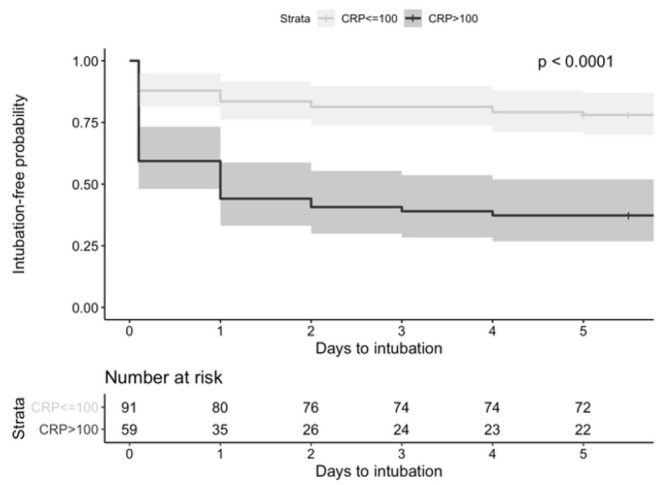 Strata CRP<=100 CRP>100
p < 0.0001
Intubation-free probability
1.00
0.75
0.50
0.25
0.00
0 1 2 3 4 5
Days to intubation
Number at risk
Strata
CRP<=100 91 80 76 74 74 72
CRP>100 59 35 26 24 23 22
0 1 2 3 4 5
Days to intubation